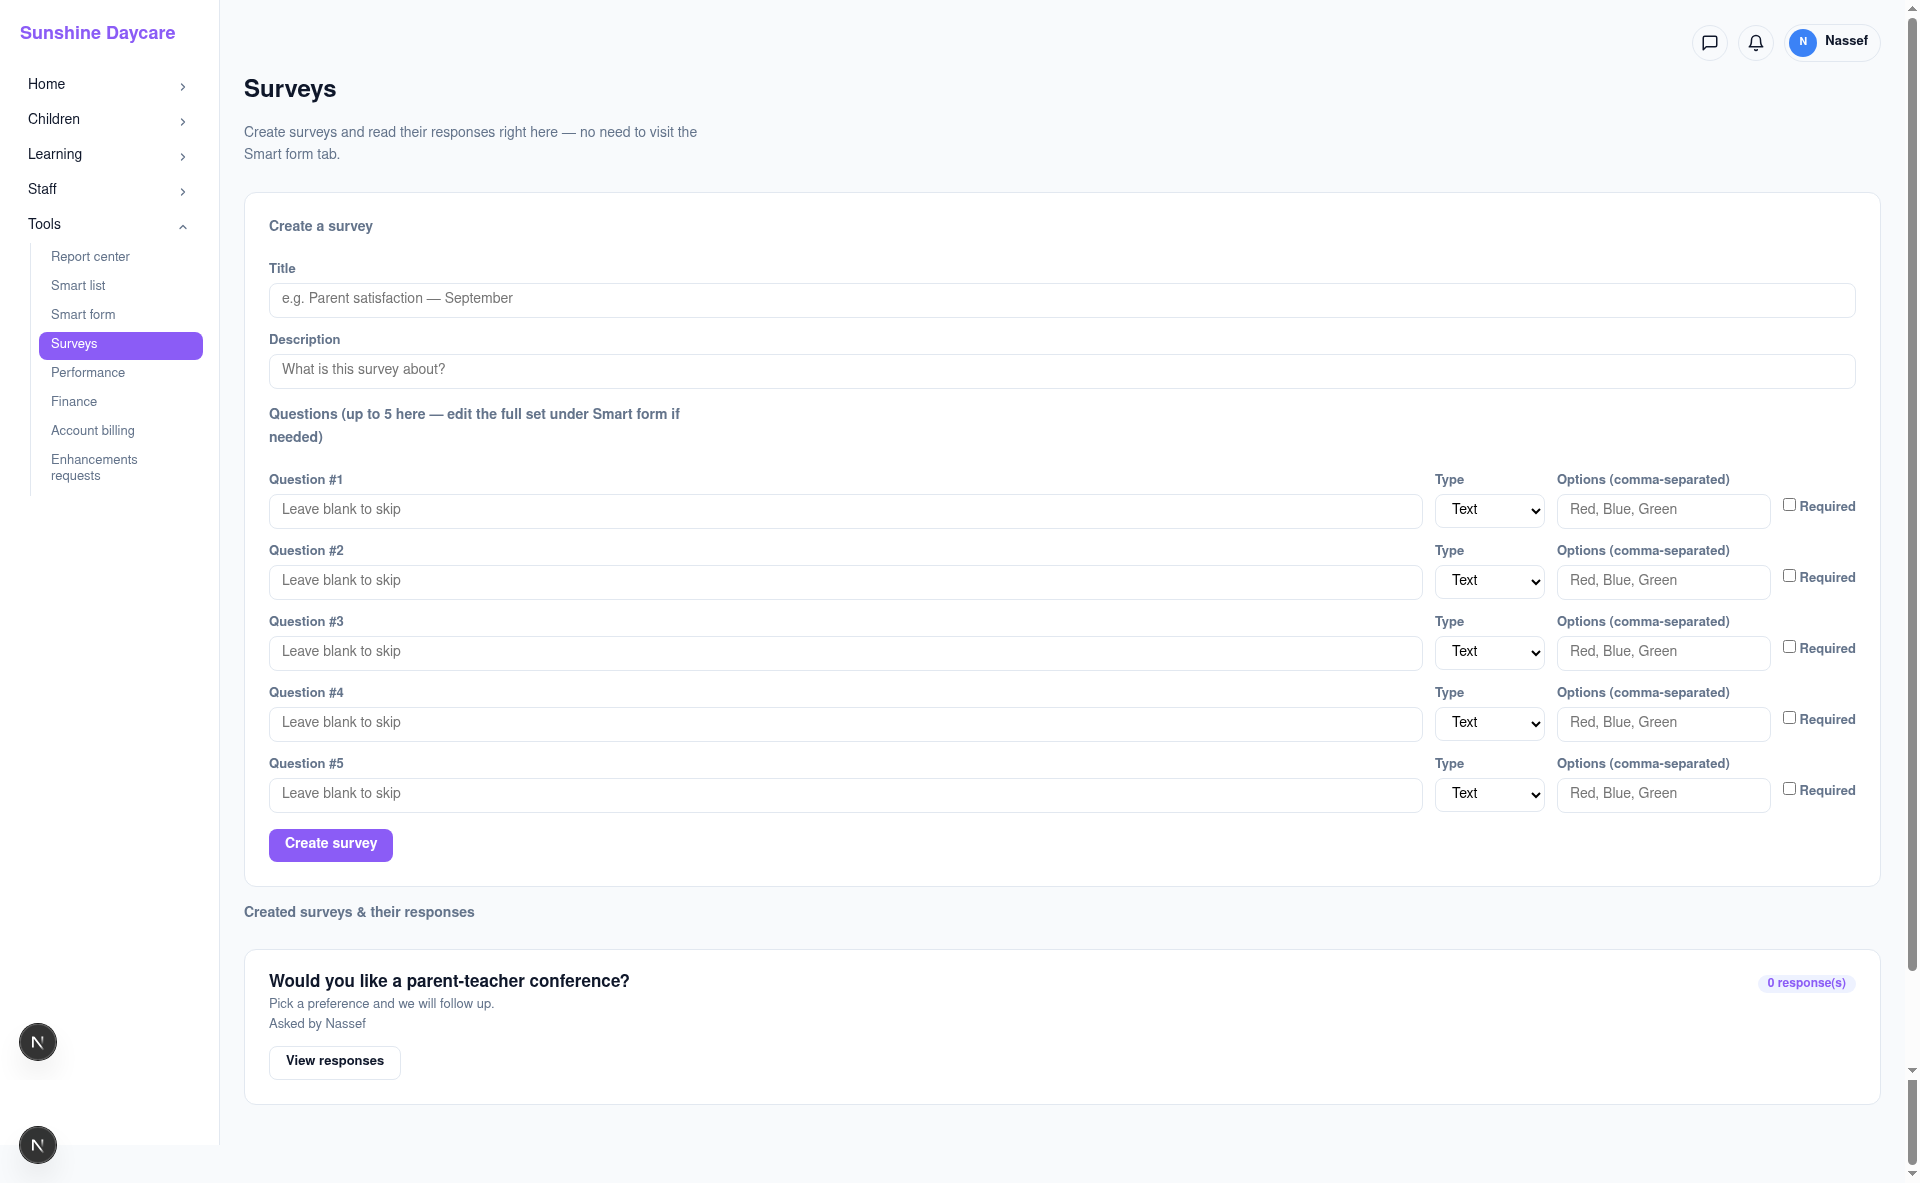 Sunshine Daycare
Home
Children
Learning
Staff
Tools
Report center
Smart list
Smart form
Surveys
Performance
Finance
Account billing
Enhancements
requests
N
Nassef
Surveys
Create surveys and read their responses right here — no need to visit the
Smart form tab.
Create a survey
Title
e.g. Parent satisfaction — September
Description
What is this survey about?
Questions (up to 5 here — edit the full set under Smart form if
needed)
Question #1 Type Options (comma-separated)
Leave blank to skip Text Red, Blue, Green Required
Question #2 Type Options (comma-separated)
Leave blank to skip Text Red, Blue, Green Required
Question #3 Type Options (comma-separated)
Leave blank to skip Text Red, Blue, Green Required
Question #4 Type Options (comma-separated)
Leave blank to skip Text Red, Blue, Green Required
Question #5 Type Options (comma-separated)
Leave blank to skip Text Red, Blue, Green Required
Create survey
Created surveys & their responses
Would you like a parent-teacher conference?
0 response(s)
Pick a preference and we will follow up.
Asked by Nassef
View responses
N
N